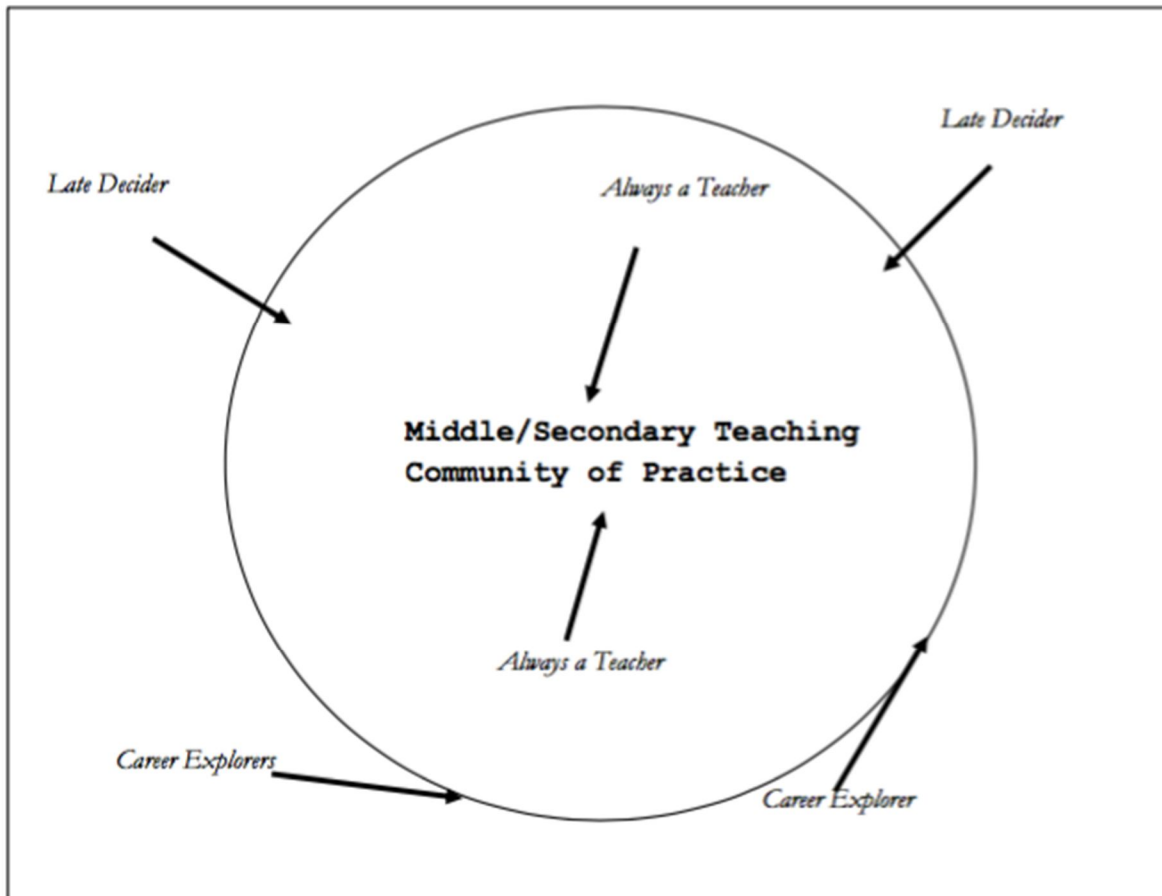 Late Decider
Late Decider
Always a Teacher
Middle/Secondary Teaching
Community of Practice
Always a Teacher
Career Explorers
Career Explorer